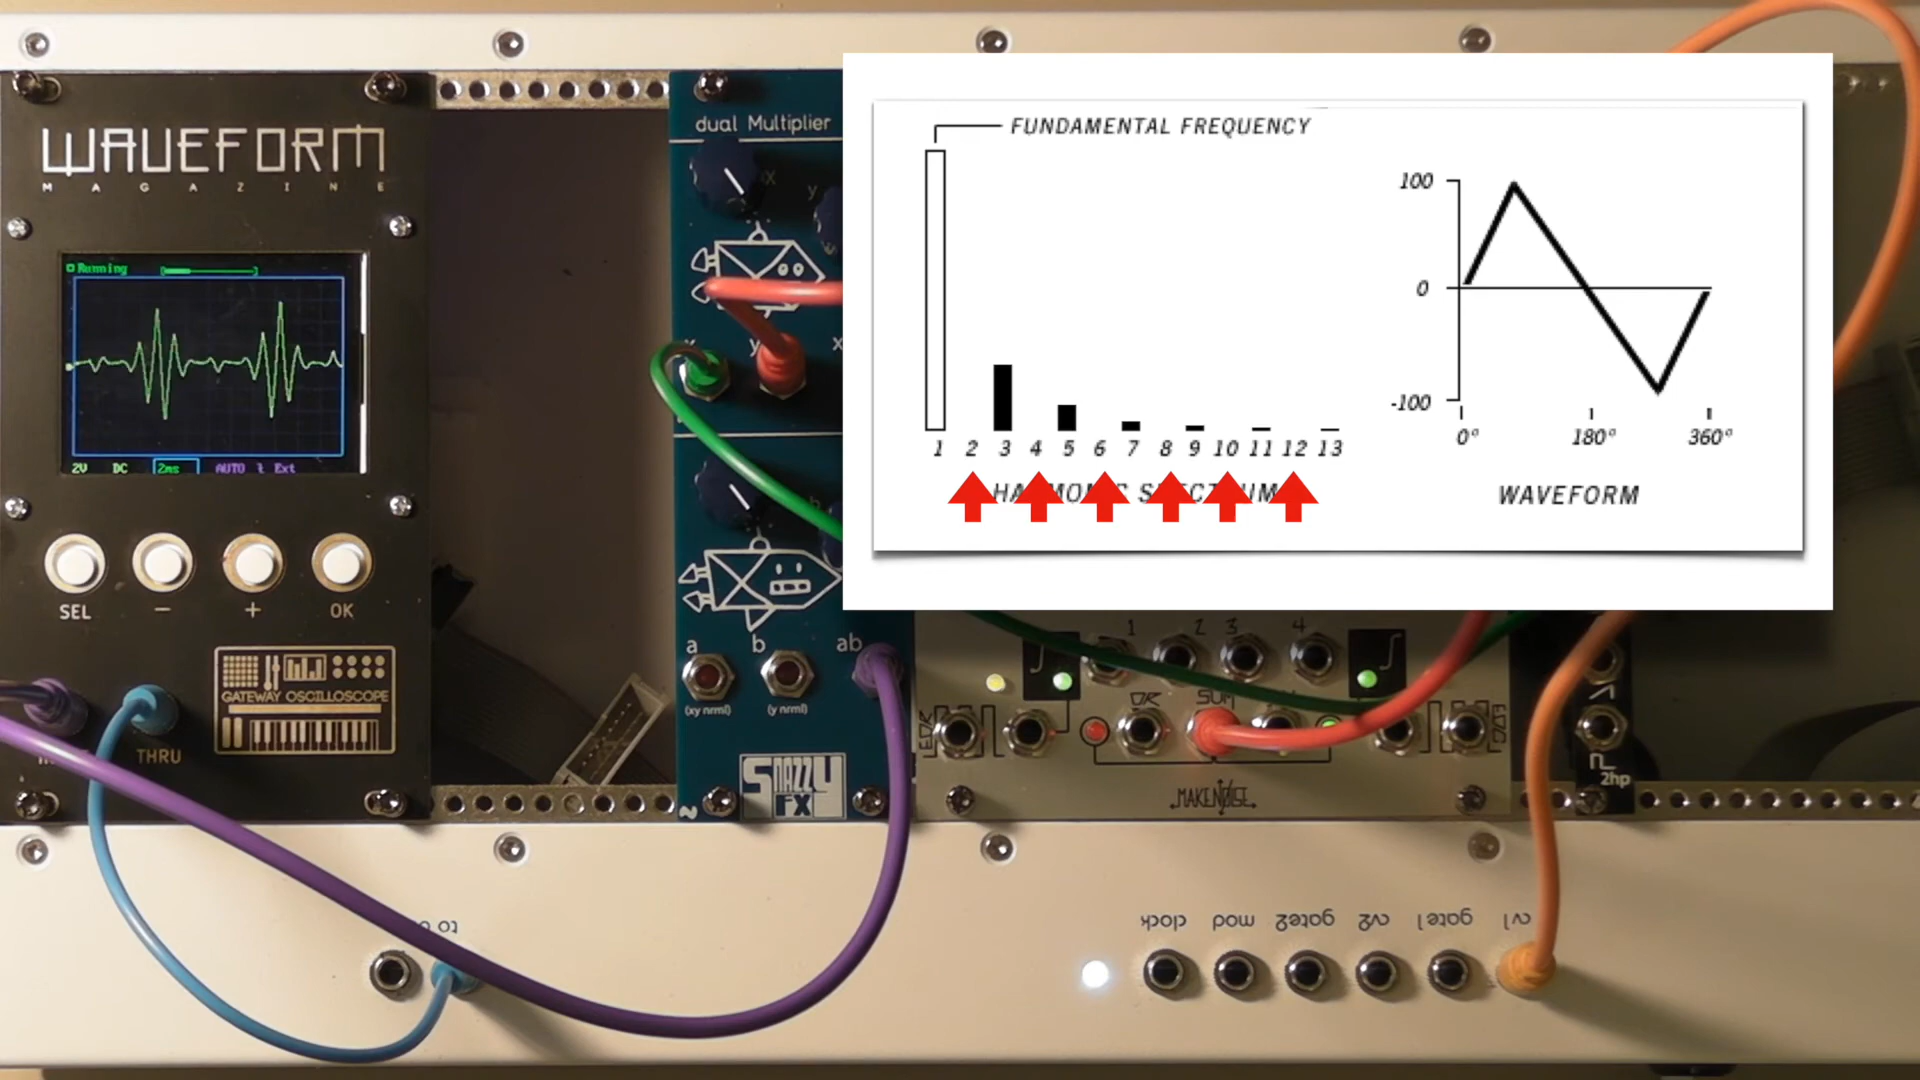 WAVEFORM
MAGAZINE
Running
2V DC 2ms AUTO Ext
SEL − + OK
GATEWAY OSCILLOSCOPE
THRU
dual Multiplier
x y
y x
a b ab
(xy nrml) (y nrml)
SNAZZY
FX
FUNDAMENTAL FREQUENCY
1 2 3 4 5 6 7 8 9 10 11 12 13
100
0
-100
0° 180° 360°
WAVEFORM
1 2 3 4
OR SUM
MAKENOISE
2hp
to
clock mod gate2 cv2 gate1 cv1